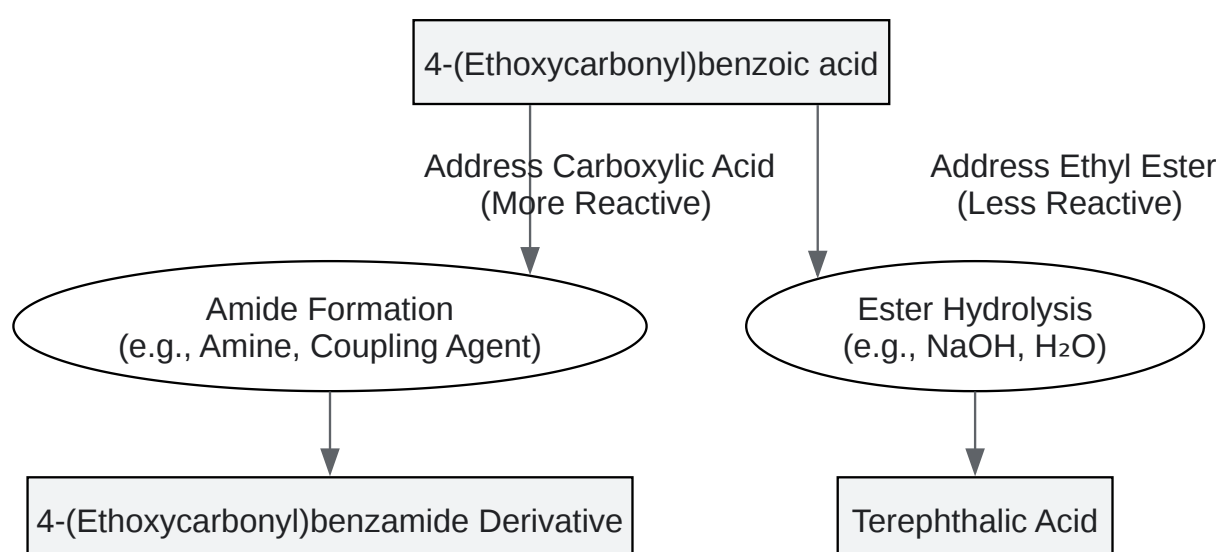 4-(Ethoxycarbonyl)benzoic acid
Address Carboxylic Acid
(More Reactive)
Address Ethyl Ester
(Less Reactive)
Amide Formation
(e.g., Amine, Coupling Agent)
Ester Hydrolysis
(e.g., NaOH, H₂O)
4-(Ethoxycarbonyl)benzamide Derivative
Terephthalic Acid